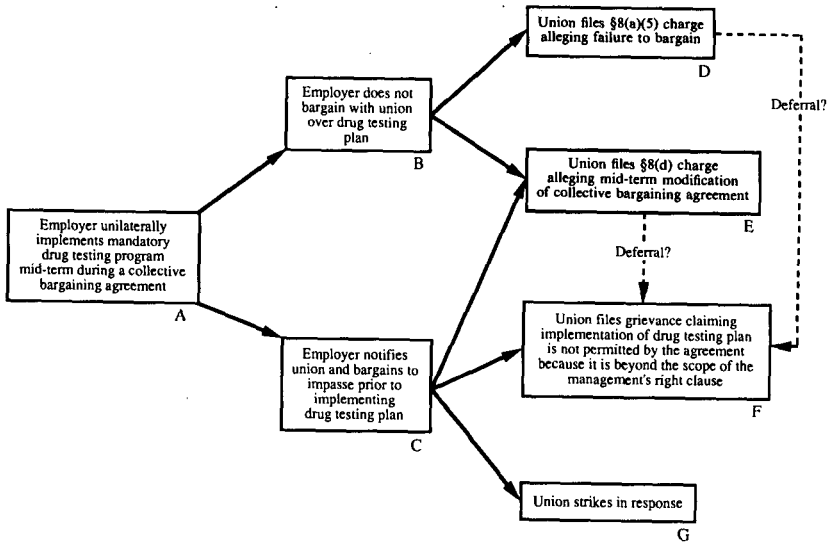 Union files §8(a)(5) charge
alleging failure to bargain
D
Deferral?
Employer does not
bargain with union
over drug testing
plan
B
Union files §8(d) charge
alleging mid-term modification
of collective bargaining agreement
E
Employer unilaterally
implements mandatory
drug testing program
mid-term during a collective
bargaining agreement
A
Deferral?
Union files grievance claiming
implementation of drug testing plan
is not permitted by the agreement
because it is beyond the scope of the
management's right clause
F
Employer notifies
union and bargains to
impasse prior to
implementing
drug testing plan
C
Union strikes in response
G